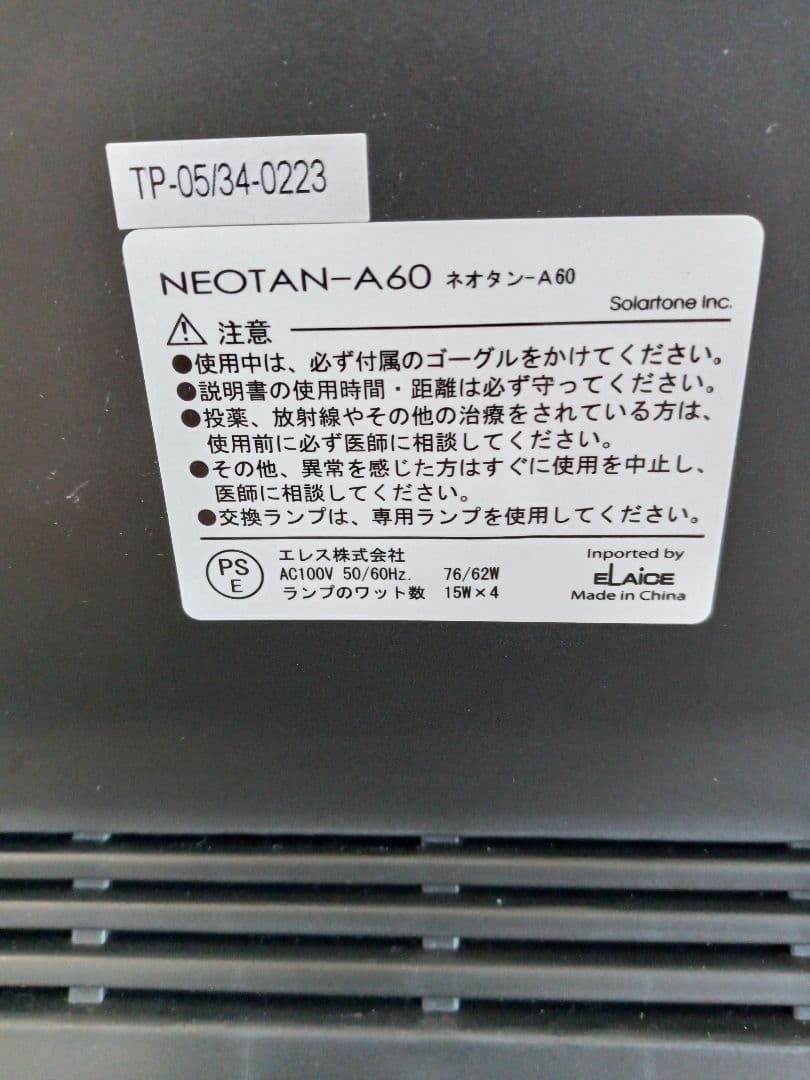 TP-05/34-0223
NEOTAN-A60 ネオタン-A60
Solartone Inc.
注意
●使用中は、必ず付属のゴーグルをかけてください。
●説明書の使用時間・距離は必ず守ってください。
●投薬、放射線やその他の治療をされている方は、
使用前に必ず医師に相談してください。
●その他、異常を感じた方はすぐに使用を中止し、
医師に相談してください。
●交換ランプは、専用ランプを使用してください。
PS
E
エレス株式会社
AC100V 50/60Hz. 76/62W
ランプのワット数 15W×4
Inported by
ELAiCE
Made in China